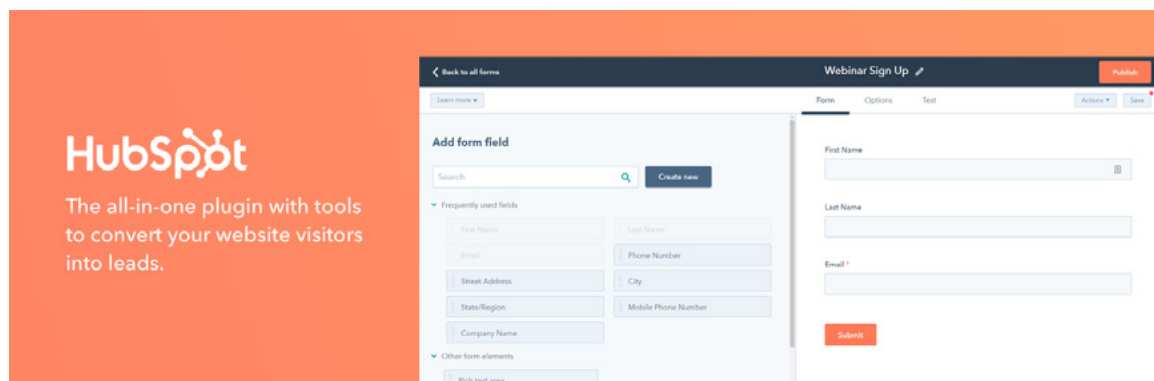 HubSpot
The all-in-one plugin with tools
to convert your website visitors
into leads.
Back to all forms
Webinar Sign Up
Publish
Learn more
Form
Options
Test
Actions
Save
Add form field
Search
Create new
Frequently used fields
First Name
Last Name
Email
Phone Number
Street Address
City
State/Region
Mobile Phone Number
Company Name
Other form elements
Rich text area
First Name
Last Name
Email *
Submit